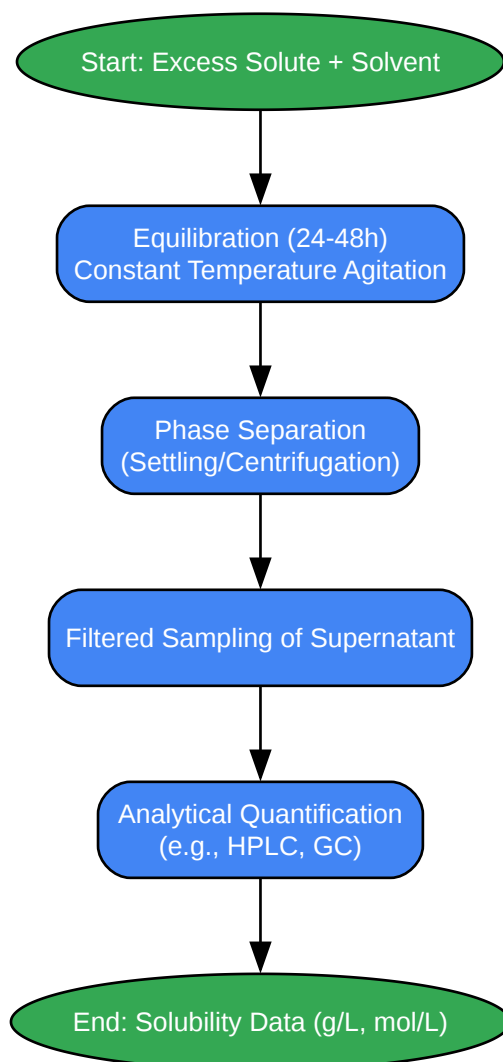 Start: Excess Solute + Solvent
Equilibration (24-48h)
Constant Temperature Agitation
Phase Separation
(Settling/Centrifugation)
Filtered Sampling of Supernatant
Analytical Quantification
(e.g., HPLC, GC)
End: Solubility Data (g/L, mol/L)